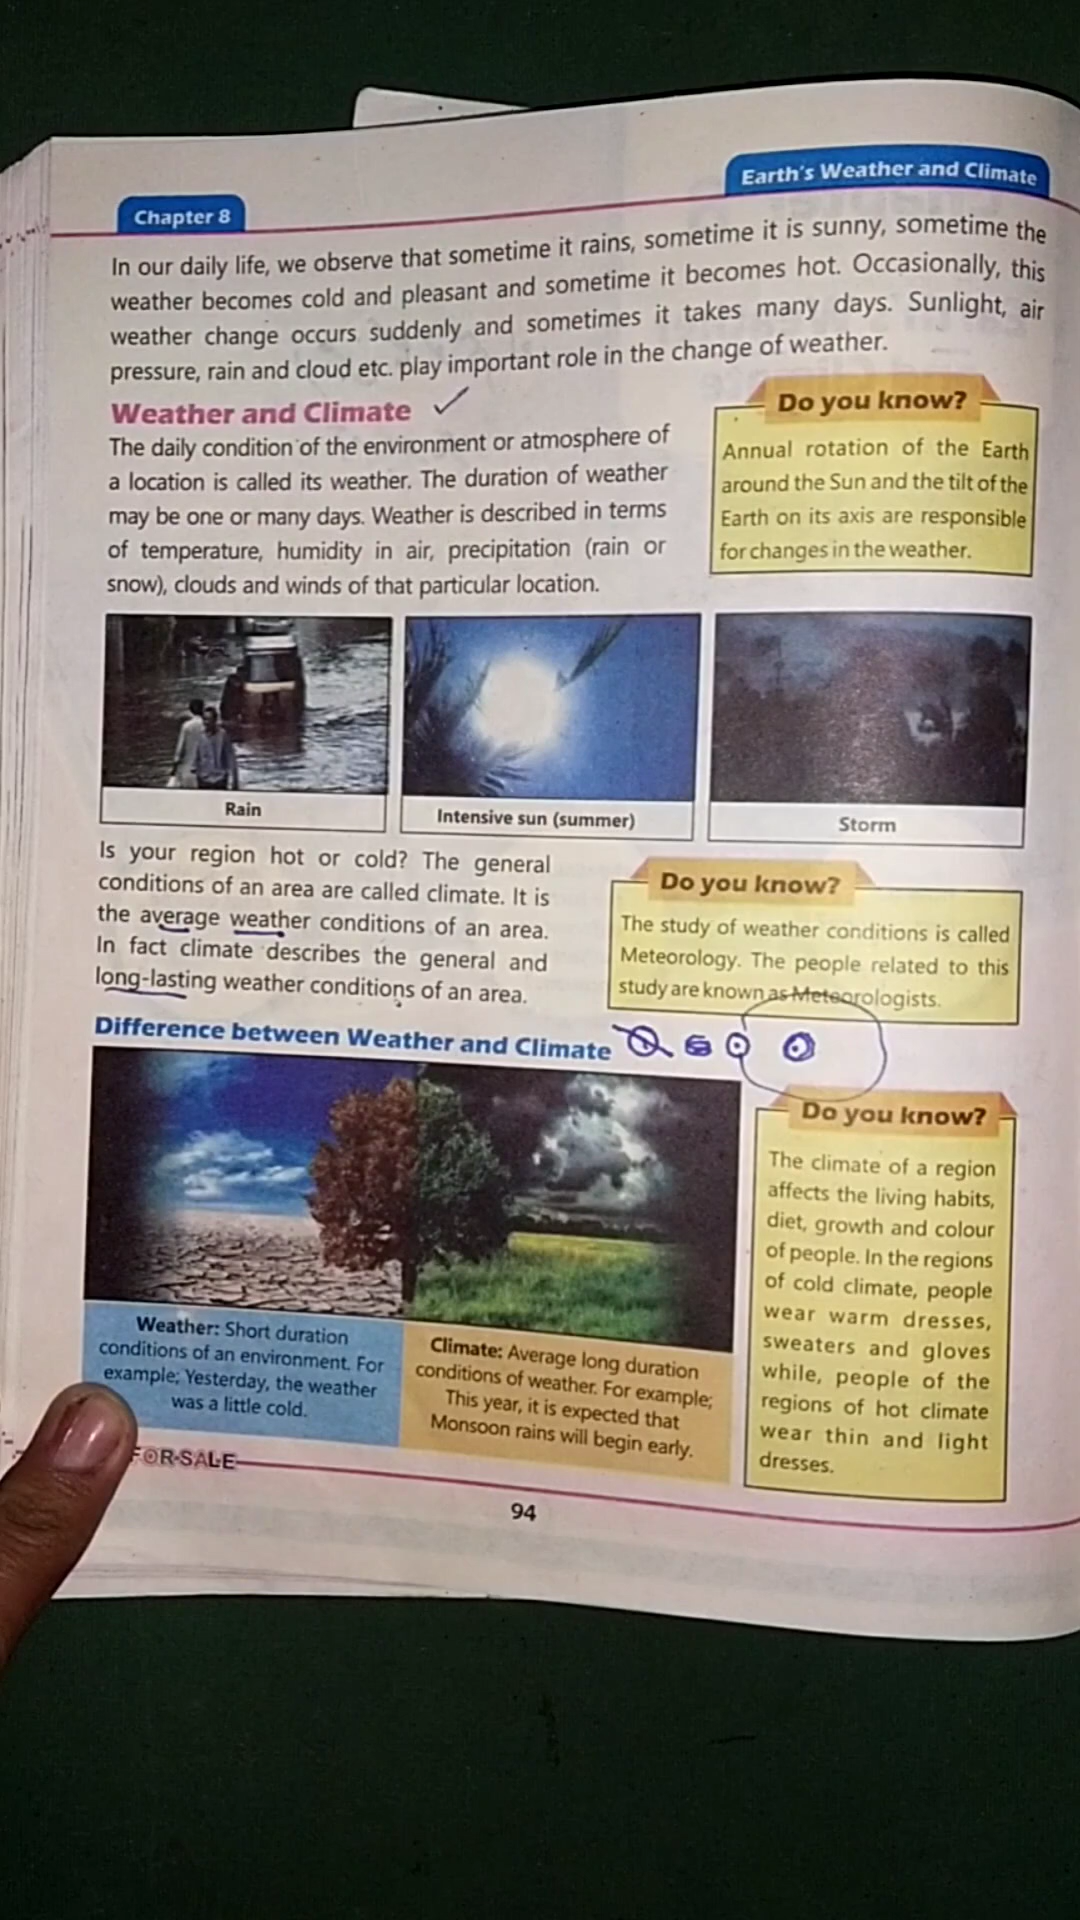 Earth's Weather and Climate
Chapter 8
In our daily life, we observe that sometime it rains, sometime it is sunny, sometime the
weather becomes cold and pleasant and sometime it becomes hot. Occasionally, this
weather change occurs suddenly and sometimes it takes many days. Sunlight, air
pressure, rain and cloud etc. play important role in the change of weather.
Weather and Climate
The daily condition of the environment or atmosphere of
a location is called its weather. The duration of weather
may be one or many days. Weather is described in terms
of temperature, humidity in air, precipitation (rain or
snow), clouds and winds of that particular location.
Do you know?
Annual rotation of the Earth
around the Sun and the tilt of the
Earth on its axis are responsible
for changes in the weather.
Rain
Intensive sun (summer)
Storm
Is your region hot or cold? The general
conditions of an area are called climate. It is
the average weather conditions of an area.
In fact climate describes the general and
long-lasting weather conditions of an area.
Do you know?
The study of weather conditions is called
Meteorology. The people related to this
study are known as Meteorologists.
Difference between Weather and Climate
Weather: Short duration
conditions of an environment. For
example; Yesterday, the weather
was a little cold.
Climate: Average long duration
conditions of weather. For example;
This year, it is expected that
Monsoon rains will begin early.
Do you know?
The climate of a region
affects the living habits,
diet, growth and colour
of people. In the regions
of cold climate, people
wear warm dresses,
sweaters and gloves
while, people of the
regions of hot climate
wear thin and light
dresses.
FOR SALE
94